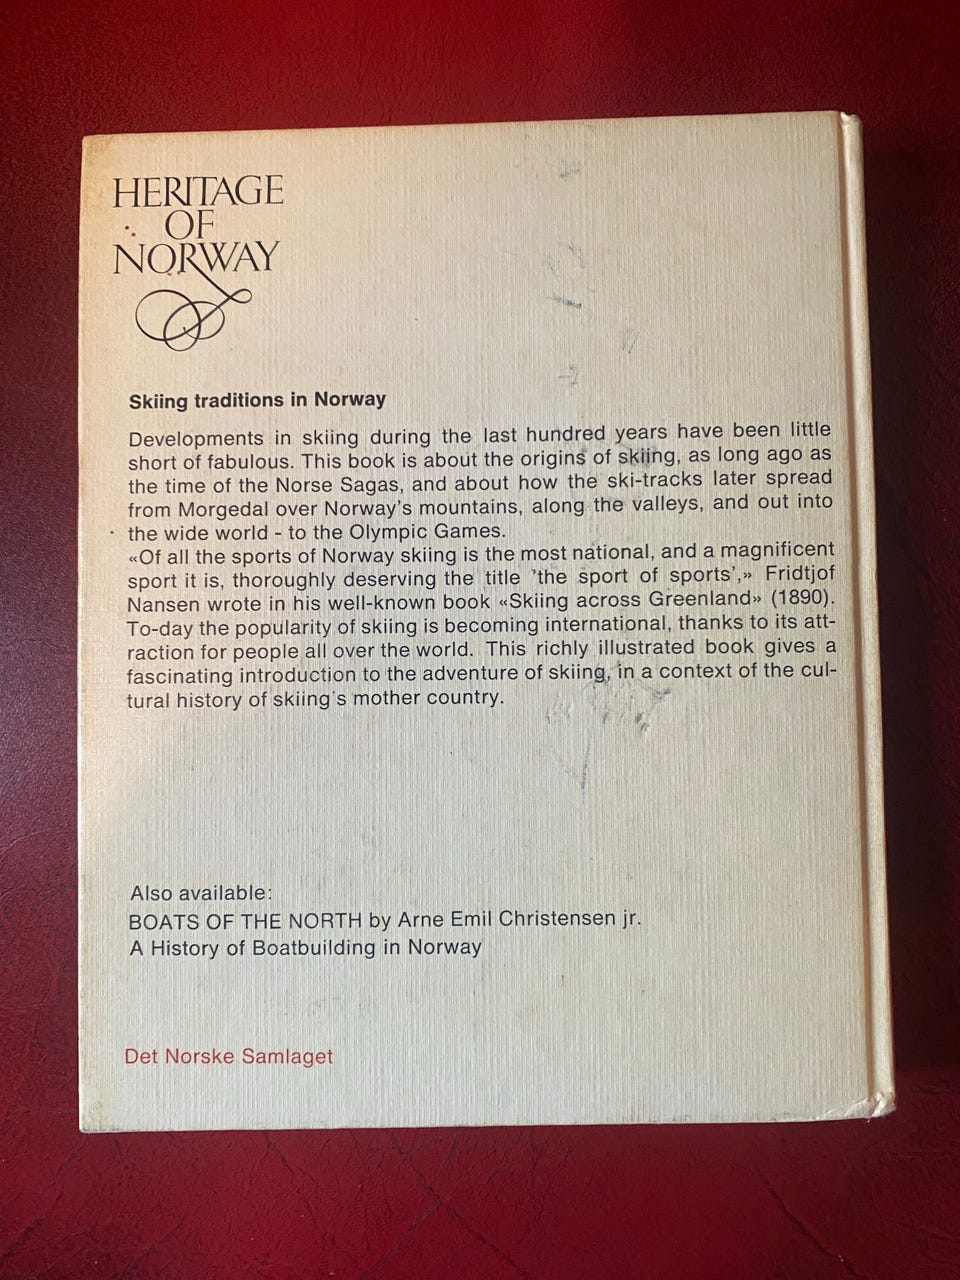 HERITAGE
OF
NORWAY
Skiing traditions in Norway
Developments in skiing during the last hundred years have been little
short of fabulous. This book is about the origins of skiing, as long ago as
the time of the Norse Sagas, and about how the ski-tracks later spread
from Morgedal over Norway's mountains, along the valleys, and out into
the wide world - to the Olympic Games.
«Of all the sports of Norway skiing is the most national, and a magnificent
sport it is, thoroughly deserving the title 'the sport of sports',» Fridtjof
Nansen wrote in his well-known book «Skiing across Greenland» (1890).
To-day the popularity of skiing is becoming international, thanks to its att-
raction for people all over the world. This richly illustrated book gives a
fascinating introduction to the adventure of skiing, in a context of the cul-
tural history of skiing's mother country.
Also available:
BOATS OF THE NORTH by Arne Emil Christensen jr.
A History of Boatbuilding in Norway
Det Norske Samlaget